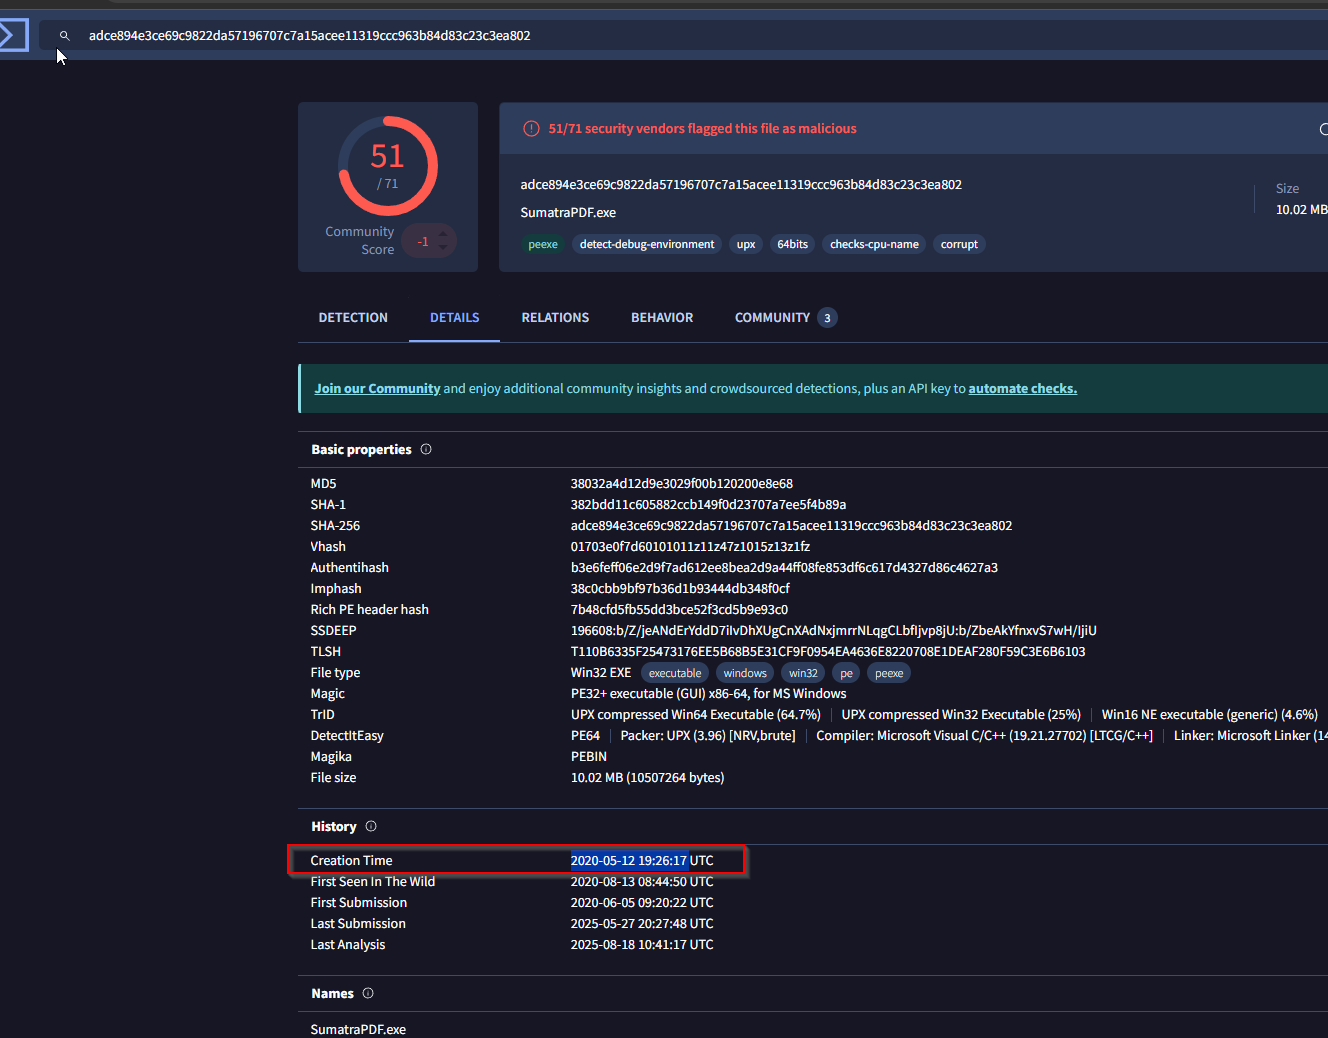 adce894e3ce69c9822da57196707c7a15acee11319ccc963b84d83c23c3ea802
51
/ 71
Community
Score
-1
51/71 security vendors flagged this file as malicious
adce894e3ce69c9822da57196707c7a15acee11319ccc963b84d83c23c3ea802
SumatraPDF.exe
peexe detect-debug-environment upx 64bits checks-cpu-name corrupt
Size
10.02 MB
DETECTION DETAILS RELATIONS BEHAVIOR COMMUNITY 3
Join our Community and enjoy additional community insights and crowdsourced detections, plus an API key to automate checks.
Basic properties
MD5 38032a4d12d9e3029f00b120200e8e68
SHA-1 382bdd11c605882ccb149f0d23707a7ee5f4b89a
SHA-256 adce894e3ce69c9822da57196707c7a15acee11319ccc963b84d83c23c3ea802
Vhash 01703e0f7d60101011z11z47z1015z13z1fz
Authentihash b3e6feff06e2d9f7ad612ee8bea2d9a44ff08fe853df6c617d4327d86c4627a3
Imphash 38c0cbb9bf97b36d1b93444db348f0cf
Rich PE header hash 7b48cfd5fb55dd3bce52f3cd5b9e93c0
SSDEEP 196608:b/Z/jeANdErYddD7iIvDhXUgCnXAdNxjmrrNLqgCLbfIjvp8jU:b/ZbeAkYfnxvS7wH/IjiU
TLSH T110B6335F25473176EE5B68B5E31CF9F0954EA4636E8220708E1DEAF280F59C3E6B6103
File type Win32 EXE executable windows win32 pe peexe
Magic PE32+ executable (GUI) x86-64, for MS Windows
TrID UPX compressed Win64 Executable (64.7%) UPX compressed Win32 Executable (25%) Win16 NE executable (generic) (4.6%)
DetectItEasy PE64 Packer: UPX (3.96) [NRV,brute] Compiler: Microsoft Visual C/C++ (19.21.27702) [LTCG/C++] Linker: Microsoft Linker (14
Magika PEBIN
File size 10.02 MB (10507264 bytes)
History
Creation Time 2020-05-12 19:26:17 UTC
First Seen In The Wild 2020-08-13 08:44:50 UTC
First Submission 2020-06-05 09:20:22 UTC
Last Submission 2025-05-27 20:27:48 UTC
Last Analysis 2025-08-18 10:41:17 UTC
Names
SumatraPDF.exe